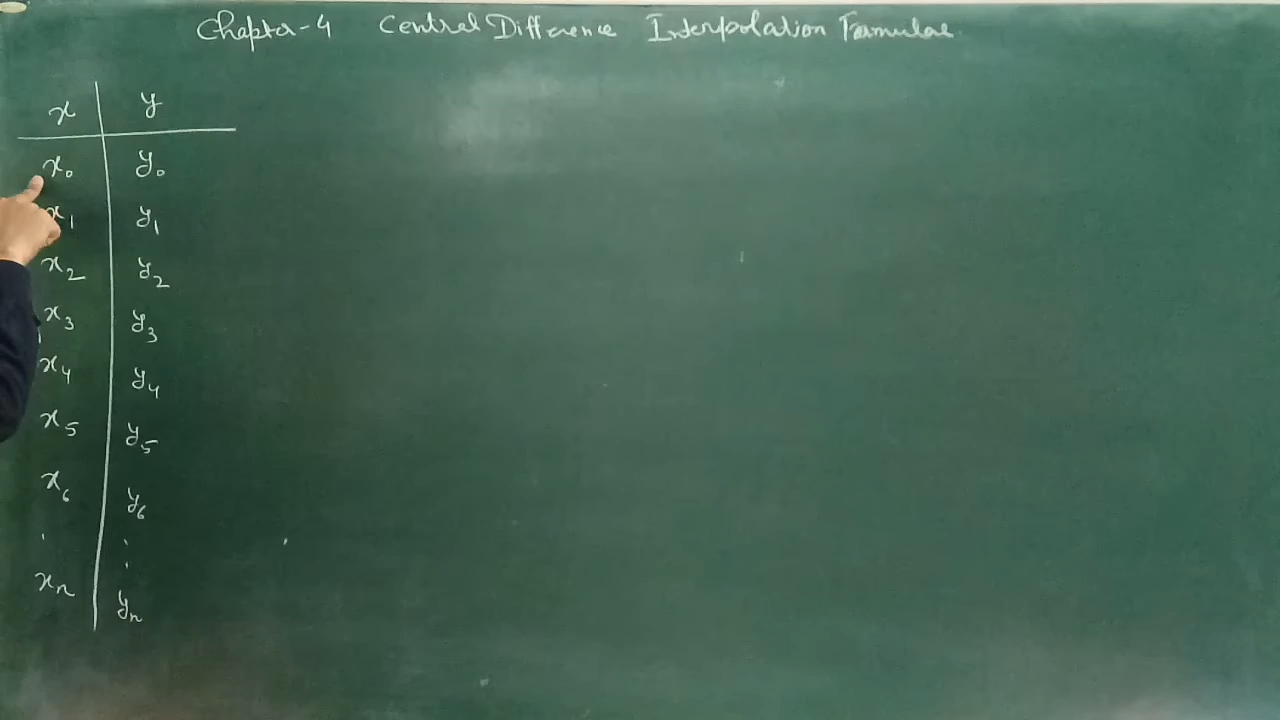 Chapter-4 Central Difference Interpolation Formulae
x y
x₀ y₀
x₁ y₁
x₂ y₂
x₃ y₃
x₄ y₄
x₅ y₅
x₆ y₆
. .
.
xₙ yₙ